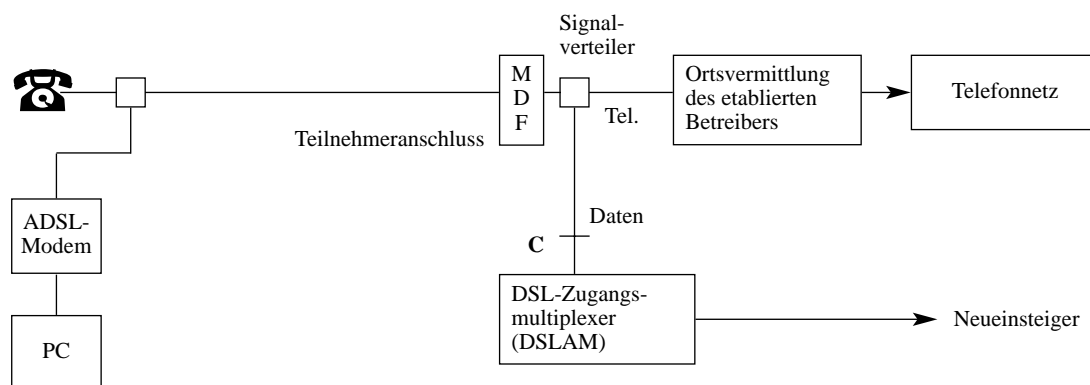 Signal-
verteiler
M
D
F
Ortsvermittlung
des etablierten
Betreibers
Telefonnetz
Tel.
Teilnehmeranschluss
ADSL-
Modem
Daten
C
DSL-Zugangs-
multiplexer
(DSLAM)
Neueinsteiger
PC